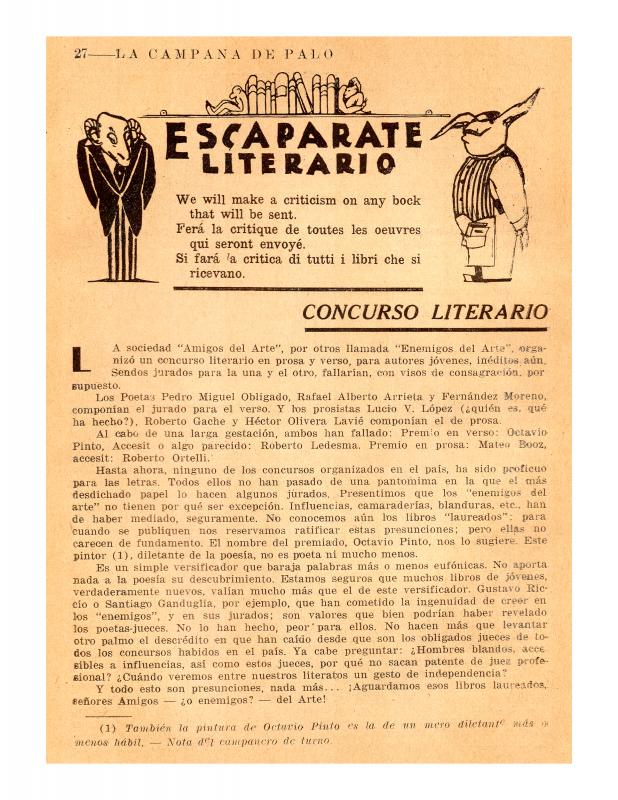 27——LA CAMPANA DE PALO
ESCAPARATE
LITERARIO
We will make a criticism on any bock
that will be sent.
Ferá la critique de toutes les oeuvres
qui seront envoyé.
Si fará la critica di tutti i libri che si
ricevano.
CONCURSO LITERARIO
LA sociedad "Amigos del Arte", por otros llamada "Enemigos del Arte", orga-
nizó un concurso literario en prosa y verso, para autores jóvenes, inéditos aún.
Sendos jurados para la una y el otro, fallarían, con visos de consagración, por
supuesto.
Los Poetas Pedro Miguel Obligado, Rafael Alberto Arrieta y Fernández Moreno,
componían el jurado para el verso. Y los prosistas Lucio V. López (¿quién es, qué
ha hecho?), Roberto Gache y Héctor Olivera Lavié componían el de prosa.
Al cabo de una larga gestación, ambos han fallado: Premio en verso: Octavio
Pinto, Accesit o algo parecido: Roberto Ledesma. Premio en prosa: Mateo Booz,
accesit: Roberto Ortelli.
Hasta ahora, ninguno de los concursos organizados en el país, ha sido proficuo
para las letras. Todos ellos no han pasado de una pantomima en la que el más
desdichado papel lo hacen algunos jurados. Presentimos que los "enemigos del
arte" no tienen por qué ser excepción. Influencias, camaraderías, blanduras, etc., han
de haber mediado, seguramente. No conocemos aún los libros "laureados"; para
cuando se publiquen nos reservamos ratificar estas presunciones; pero ellas no
carecen de fundamento. El nombre del premiado, Octavio Pinto, nos lo sugiere. Este
pintor (1), diletante de la poesía, no es poeta ni mucho menos.
Es un simple versificador que baraja palabras más o menos eufónicas. No aporta
nada a la poesía su descubrimiento. Estamos seguros que muchos libros de jóvenes,
verdaderamente nuevos, valían mucho más que el de este versificador. Gustavo Ric-
cio o Santiago Ganduglia, por ejemplo, que han cometido la ingenuidad de creer en
los "enemigos", y en sus jurados; son valores que bien podrían haber revelado
los poetas-jueces. No lo han hecho, peor para ellos. No hacen más que levantar
otro palmo el descrédito en que han caído desde que son los obligados jueces de to-
dos los concursos habidos en el país. Ya cabe preguntar: ¿Hombres blandos, acce
sibles a influencias, así como estos jueces, por qué no sacan patente de juez profe-
sional? ¿Cuándo veremos entre nuestros literatos un gesto de independencia?
Y todo esto son presunciones, nada más... ¡Aguardamos esos libros laureados,
señores Amigos — ¿o enemigos? — del Arte!
(1) También la pintura de Octavio Pinto es la de un mero diletante más o
menos hábil. — Nota del campanero de turno.